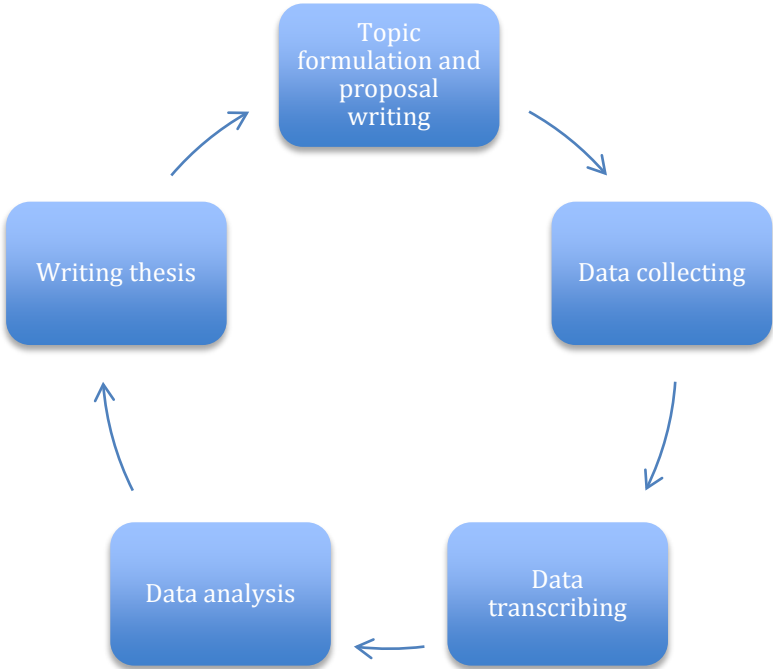 Topic
formulation and
proposal
writing
Data collecting
Data
transcribing
Data analysis
Writing thesis